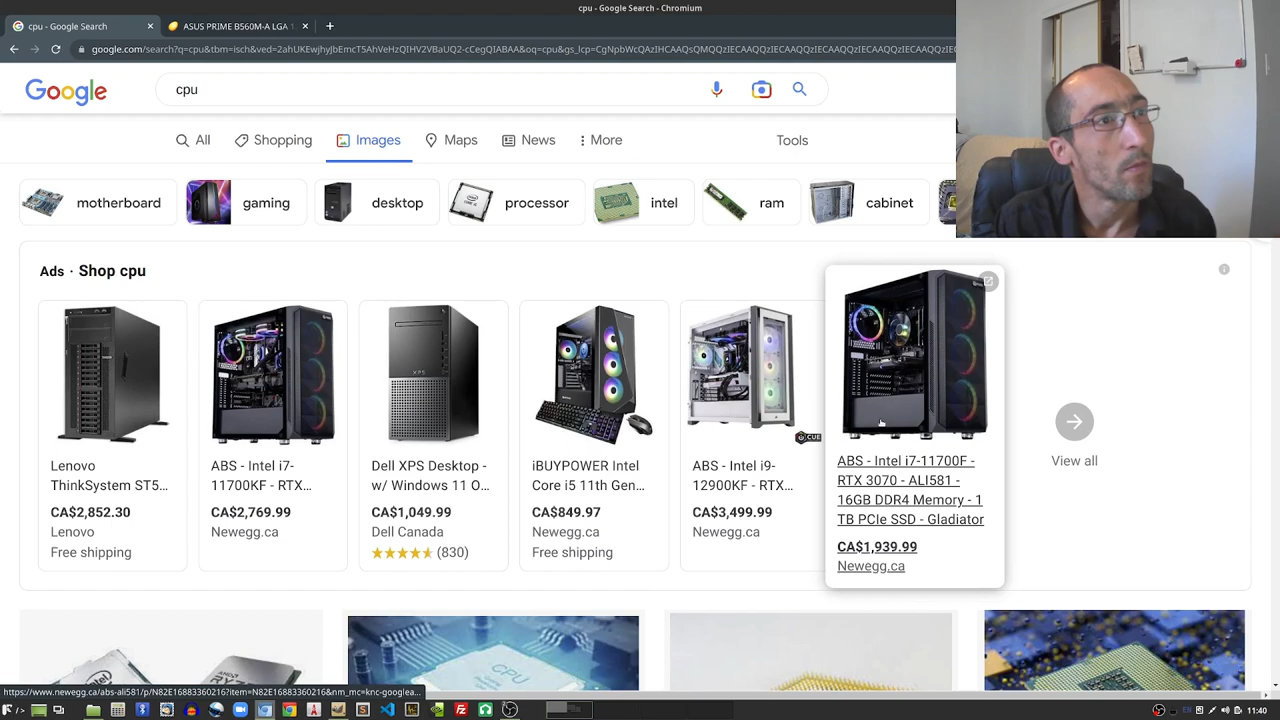 cpu - Google Search - Chromium
cpu - Google Search
ASUS PRIME B560M-A LGA 1
google.com/search?q=cpu&tbm=isch&ved=2ahUKEwjhyJbEmcT5AhVeHzQIHV2VBaUQ2-cCegQIABAA&oq=cpu&gs_lcp=CgNpbWcQAzIHCAAQsQMQQzIECAAQQzIECAAQQzIECAAQQzIECAAQQzIECAAQQzIECAAQQzIECAAQQz
Google
cpu
All
Shopping
Images
Maps
News
More
Tools
motherboard
gaming
desktop
processor
intel
ram
cabinet
Ads · Shop cpu
Lenovo
ThinkSystem ST5...
CA$2,852.30
Lenovo
Free shipping
ABS - Intel i7-
11700KF - RTX...
CA$2,769.99
Newegg.ca
XPS
Dell XPS Desktop -
w/ Windows 11 O...
CA$1,049.99
Dell Canada
(830)
iBUYPOWER Intel
Core i5 11th Gen...
CA$849.97
Newegg.ca
Free shipping
CUE
ABS - Intel i9-
12900KF - RTX...
CA$3,499.99
Newegg.ca
ABS - Intel i7-11700F -
RTX 3070 - ALI581 -
16GB DDR4 Memory - 1
TB PCIe SSD - Gladiator
CA$1,939.99
Newegg.ca
View all
CPU
https://www.newegg.ca/abs-ali581/p/N82E16883360216?item=N82E16883360216&nm_mc=knc-googlea...
11:40